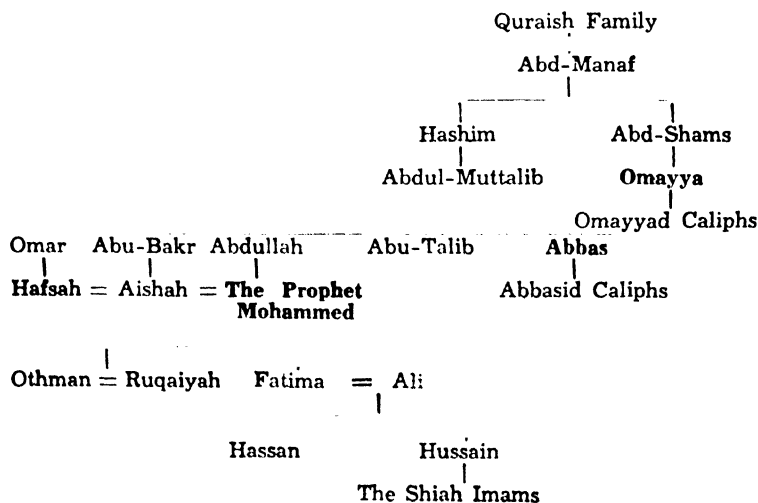 Quraish Family
Abd-Manaf
Hashim Abd-Shams
Abdul-Muttalib Omayya
Omayyad Caliphs
Omar Abu-Bakr Abdullah Abu-Talib Abbas
Hafsah = Aishah = The Prophet Abbasid Caliphs
Mohammed
Othman = Ruqaiyah Fatima = Ali
Hassan Hussain
The Shiah Imams